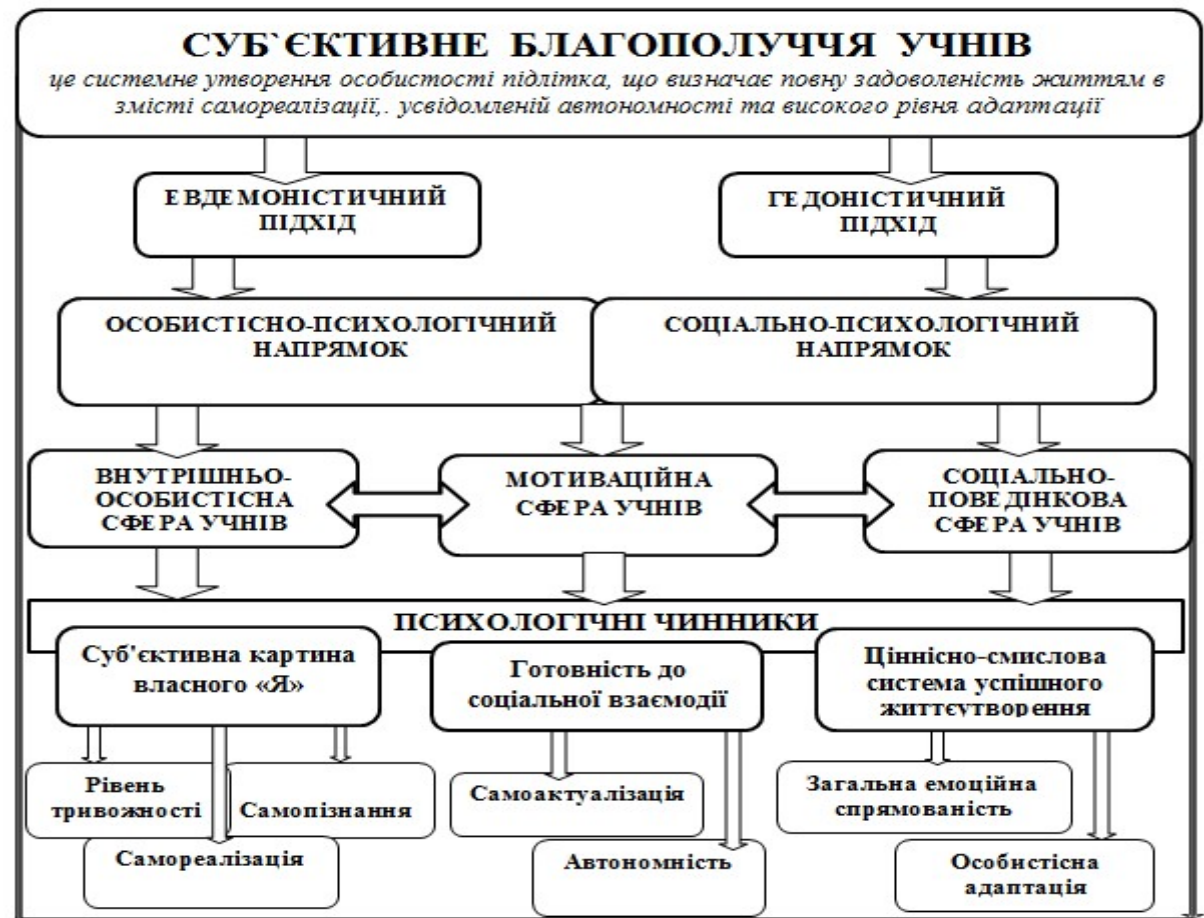 СУБ`ЄКТИВНЕ БЛАГОПОЛУЧЧЯ УЧНІВ
це системне утворення особистості підлітка, що визначає повну задоволеність життям в
змісті самореалізації,. усвідомленій автономності та високого рівня адаптації
ЕВДЕМОНІСТИЧНИЙ
ПІДХІД
ГЕДОНІСТИЧНИЙ
ПІДХІД
ОСОБИСТІСНО-ПСИХОЛОГІЧНИЙ
НАПРЯМОК
СОЦІАЛЬНО-ПСИХОЛОГІЧНИЙ
НАПРЯМОК
ВНУТРІШНЬО-
ОСОБИСТІСНА
СФЕРА УЧНІВ
МОТИВАЦІЙНА
СФЕРА УЧНІВ
СОЦІАЛЬНО-
ПОВЕДІНКОВА
СФЕРА УЧНІВ
ПСИХОЛОГІЧНІ ЧИННИКИ
Суб'єктивна картина
власного «Я»
Готовність до
соціальної взаємодії
Ціннісно-смислова
система успішного
життєутворення
Рівень
тривожності
Самопізнання
Самореалізація
Самоактуалізація
Автономність
Загальна емоційна
спрямованість
Особистісна
адаптація